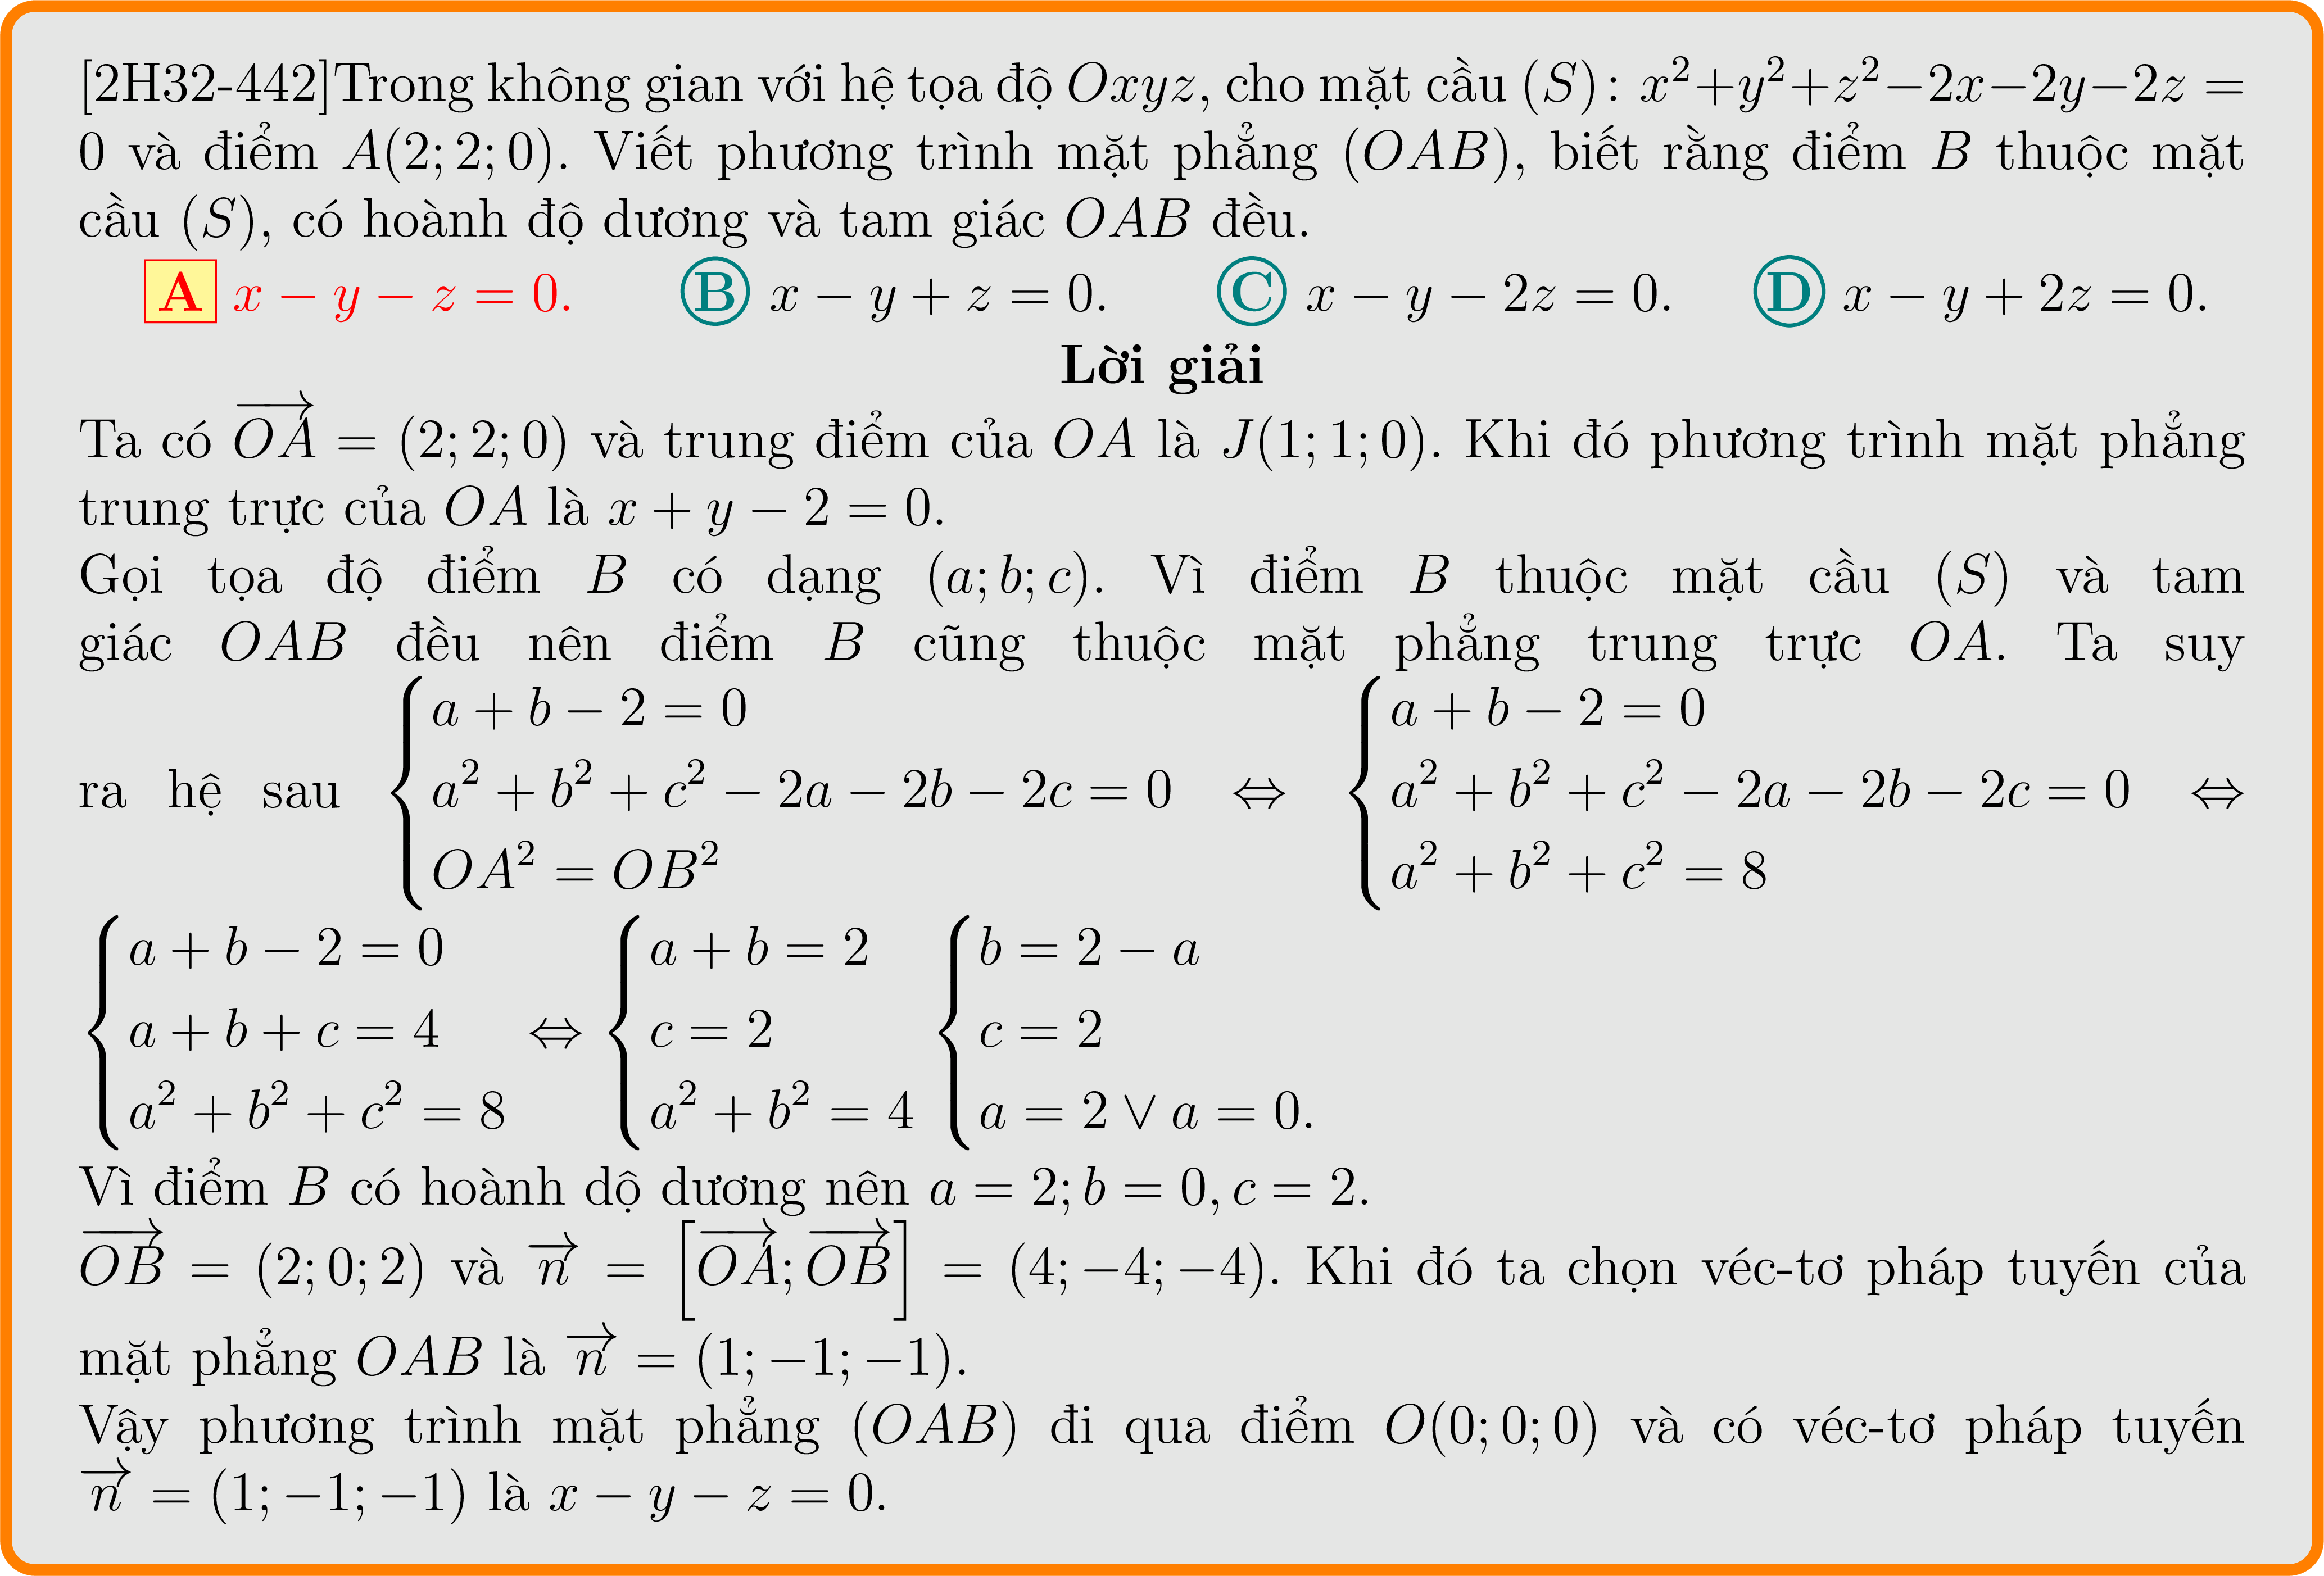 [2H32-442]Trong không gian với hệ tọa độ Oxyz, cho mặt cầu (S): x²+y²+z²−2x−2y−2z =
0 và điểm A(2; 2; 0). Viết phương trình mặt phẳng (OAB), biết rằng điểm B thuộc mặt
cầu (S), có hoành độ dương và tam giác OAB đều.
A x − y − z = 0. B x − y + z = 0. C x − y − 2z = 0. D x − y + 2z = 0.
Lời giải
Ta có $\overrightarrow{OA}$ = (2; 2; 0) và trung điểm của OA là J(1; 1; 0). Khi đó phương trình mặt phẳng
trung trực của OA là x + y − 2 = 0.
Gọi tọa độ điểm B có dạng (a; b; c). Vì điểm B thuộc mặt cầu (S) và tam
giác OAB đều nên điểm B cũng thuộc mặt phẳng trung trực OA. Ta suy
ra hệ sau $\begin{cases} a + b - 2 = 0 \\ a^2 + b^2 + c^2 - 2a - 2b - 2c = 0 \\ OA^2 = OB^2 \end{cases} \Leftrightarrow \begin{cases} a + b - 2 = 0 \\ a^2 + b^2 + c^2 - 2a - 2b - 2c = 0 \\ a^2 + b^2 + c^2 = 8 \end{cases} \Leftrightarrow$
$\begin{cases} a + b - 2 = 0 \\ a + b + c = 4 \\ a^2 + b^2 + c^2 = 8 \end{cases} \Leftrightarrow \begin{cases} a + b = 2 \\ c = 2 \\ a^2 + b^2 = 4 \end{cases} \begin{cases} b = 2 - a \\ c = 2 \\ a = 2 \vee a = 0. \end{cases}$
Vì điểm B có hoành dộ dương nên a = 2; b = 0, c = 2.
$\overrightarrow{OB}$ = (2; 0; 2) và $\overrightarrow{n} = \left[\overrightarrow{OA}; \overrightarrow{OB}\right]$ = (4; −4; −4). Khi đó ta chọn véc-tơ pháp tuyến của
mặt phẳng OAB là $\overrightarrow{n}$ = (1; −1; −1).
Vậy phương trình mặt phẳng (OAB) đi qua điểm O(0; 0; 0) và có véc-tơ pháp tuyến
$\overrightarrow{n}$ = (1; −1; −1) là x − y − z = 0.